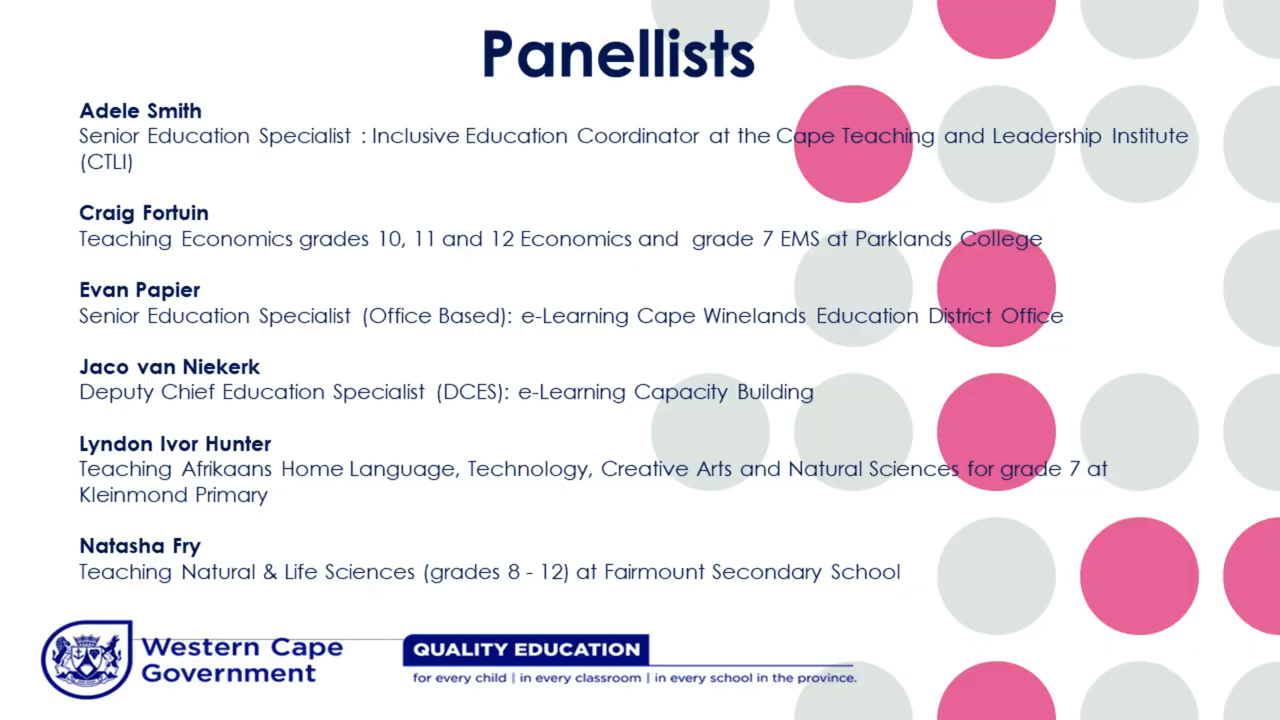 Panellists
Adele Smith
Senior Education Specialist : Inclusive Education Coordinator at the Cape Teaching and Leadership Institute
(CTLI)
Craig Fortuin
Teaching Economics grades 10, 11 and 12 Economics and grade 7 EMS at Parklands College
Evan Papier
Senior Education Specialist (Office Based): e-Learning Cape Winelands Education District Office
Jaco van Niekerk
Deputy Chief Education Specialist (DCES): e-Learning Capacity Building
Lyndon Ivor Hunter
Teaching Afrikaans Home Language, Technology, Creative Arts and Natural Sciences for grade 7 at
Kleinmond Primary
Natasha Fry
Teaching Natural & Life Sciences (grades 8 - 12) at Fairmount Secondary School
Western Cape
Government
QUALITY EDUCATION
for every child | in every classroom | in every school in the province.